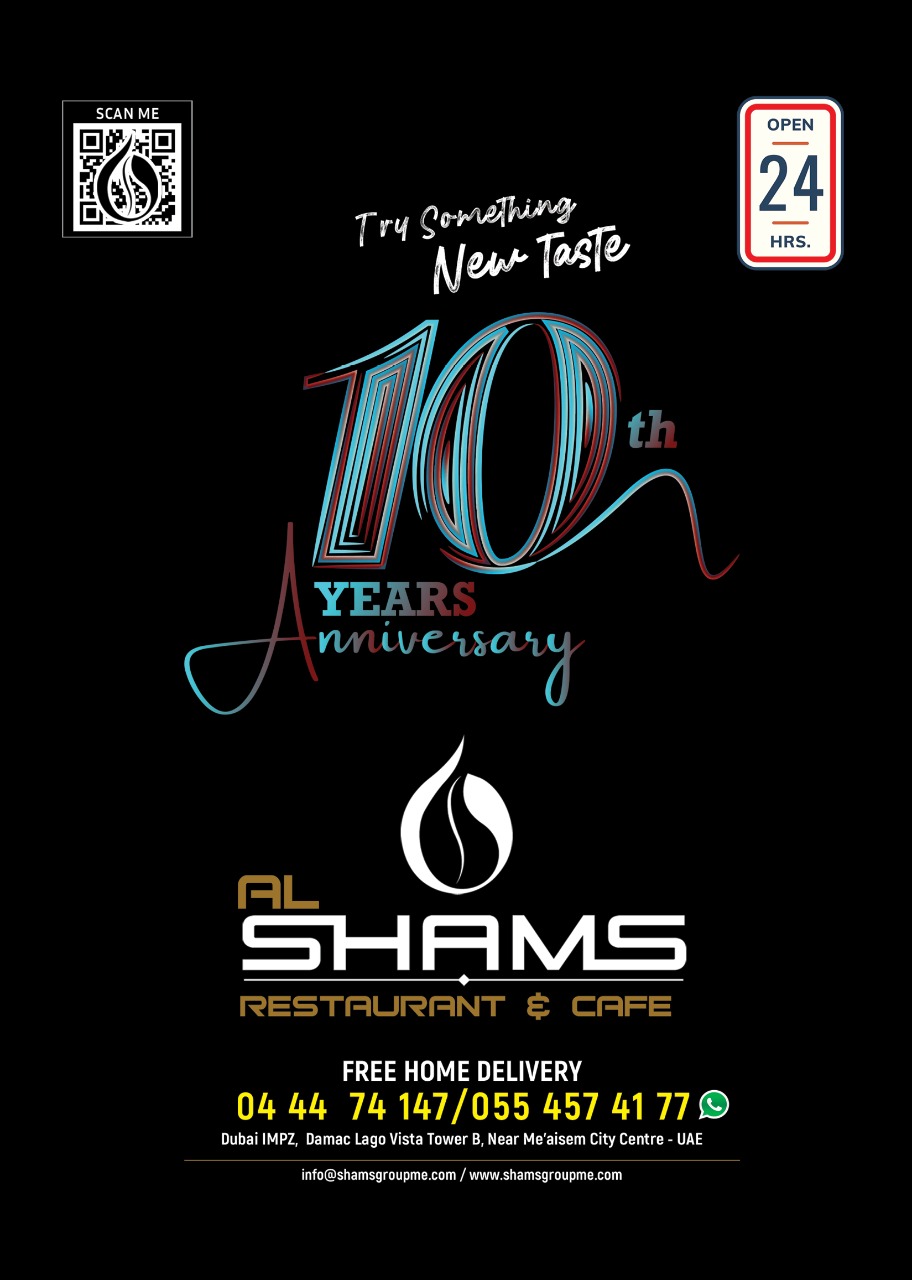 SCAN ME
OPEN
24
HRS.
Try Something
New Taste
10th
YEARS
Anniversary
AL
SHAMS
RESTAURANT & CAFE
FREE HOME DELIVERY
04 44 74 147/055 457 41 77
Dubai IMPZ, Damac Lago Vista Tower B, Near Me'aisem City Centre - UAE
info@shamsgroupme.com / www.shamsgroupme.com